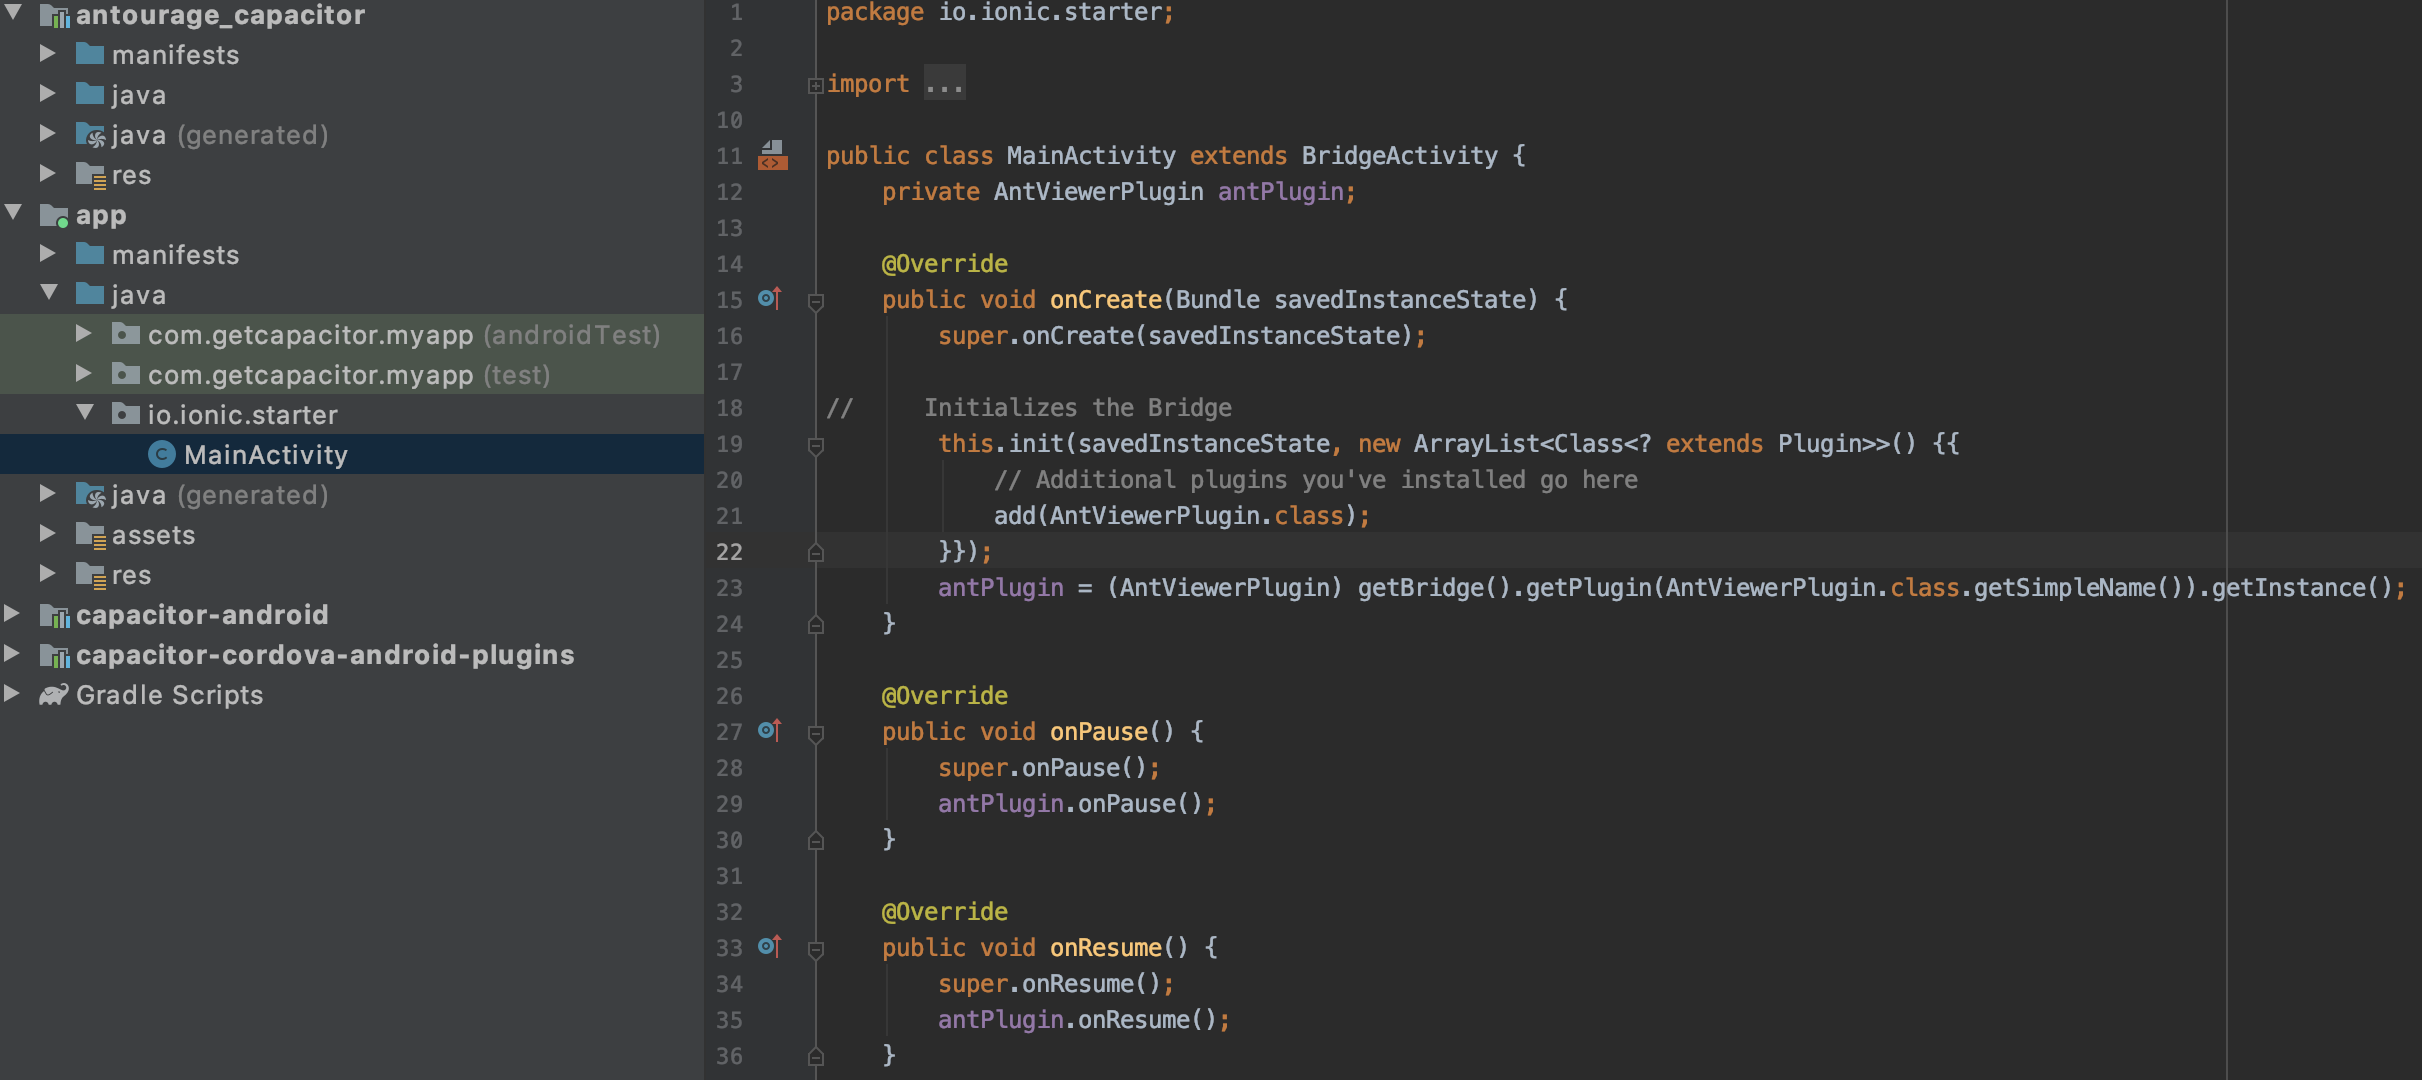 antourage_capacitor
manifests
java
java (generated)
res
app
manifests
java
com.getcapacitor.myapp (androidTest)
com.getcapacitor.myapp (test)
io.ionic.starter
MainActivity
java (generated)
assets
res
capacitor-android
capacitor-cordova-android-plugins
Gradle Scripts
1 package io.ionic.starter;
2
3 import ...
10
11 public class MainActivity extends BridgeActivity {
12     private AntViewerPlugin antPlugin;
13
14     @Override
15     public void onCreate(Bundle savedInstanceState) {
16         super.onCreate(savedInstanceState);
17
18 //     Initializes the Bridge
19         this.init(savedInstanceState, new ArrayList<Class<? extends Plugin>>() {{
20             // Additional plugins you've installed go here
21             add(AntViewerPlugin.class);
22         }});
23         antPlugin = (AntViewerPlugin) getBridge().getPlugin(AntViewerPlugin.class.getSimpleName()).getInstance();
24     }
25
26     @Override
27     public void onPause() {
28         super.onPause();
29         antPlugin.onPause();
30     }
31
32     @Override
33     public void onResume() {
34         super.onResume();
35         antPlugin.onResume();
36     }